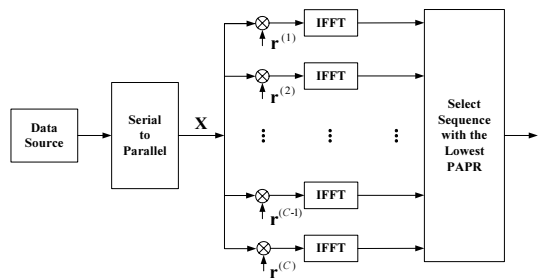 Data
Source
Serial
to
Parallel
X
r(1)
IFFT
r(2)
IFFT
r(C-1)
IFFT
r(C)
IFFT
Select
Sequence
with the
Lowest
PAPR